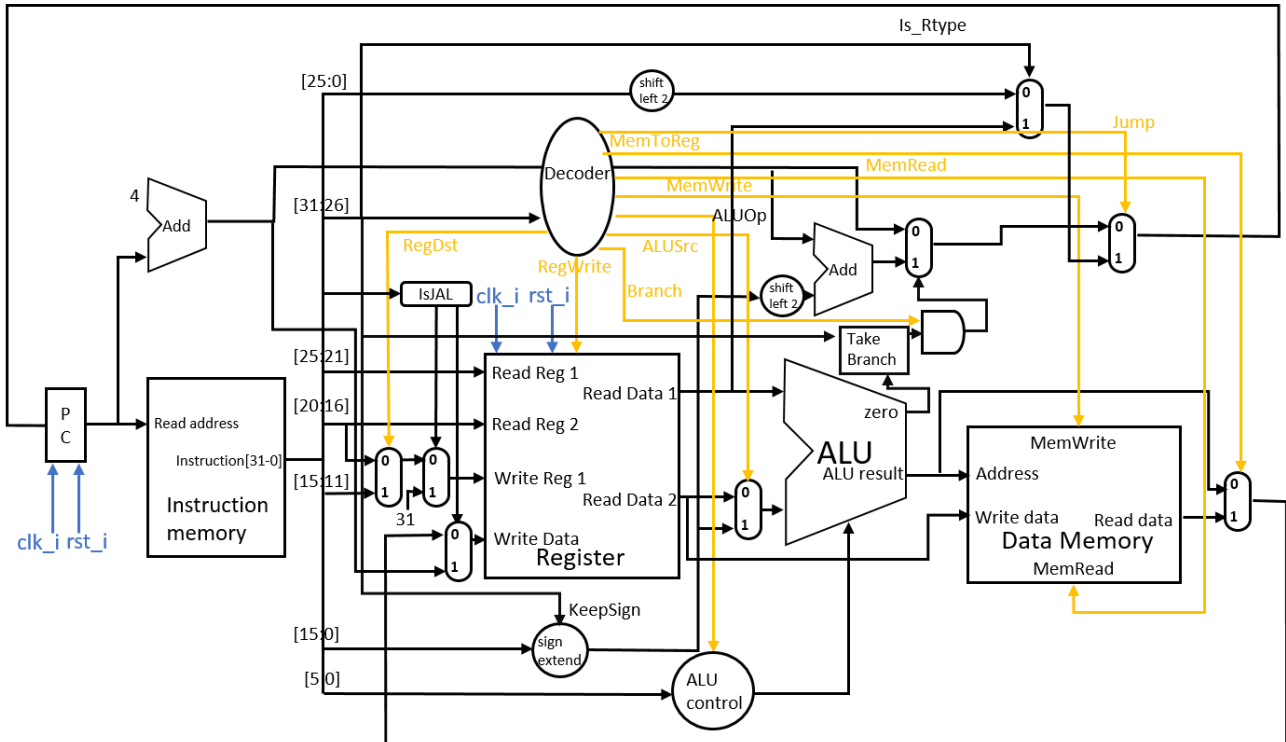 Is_Rtype
[25:0]
shift
left 2
0
1
MemToReg
Jump
Decoder
MemRead
MemWrite
4
Add
[31:26]
ALUOp
RegDst
ALUSrc
RegWrite
Add
0
1
0
1
IsJAL
clk_i
rst_i
Branch
shift
left 2
Take
Branch
[25:21]
Read Reg 1
Read Data 1
P
C
Read address
Instruction[31-0]
Instruction
memory
clk_i
rst_i
[20:16]
Read Reg 2
zero
ALU
ALU result
MemWrite
Address
0
1
0
1
Write Reg 1
Read Data 2
0
1
0
1
[15:11]
31
Write data
Read data
Data Memory
MemRead
0
1
Write Data
Register
KeepSign
[15:0]
sign
extend
[5:0]
ALU
control